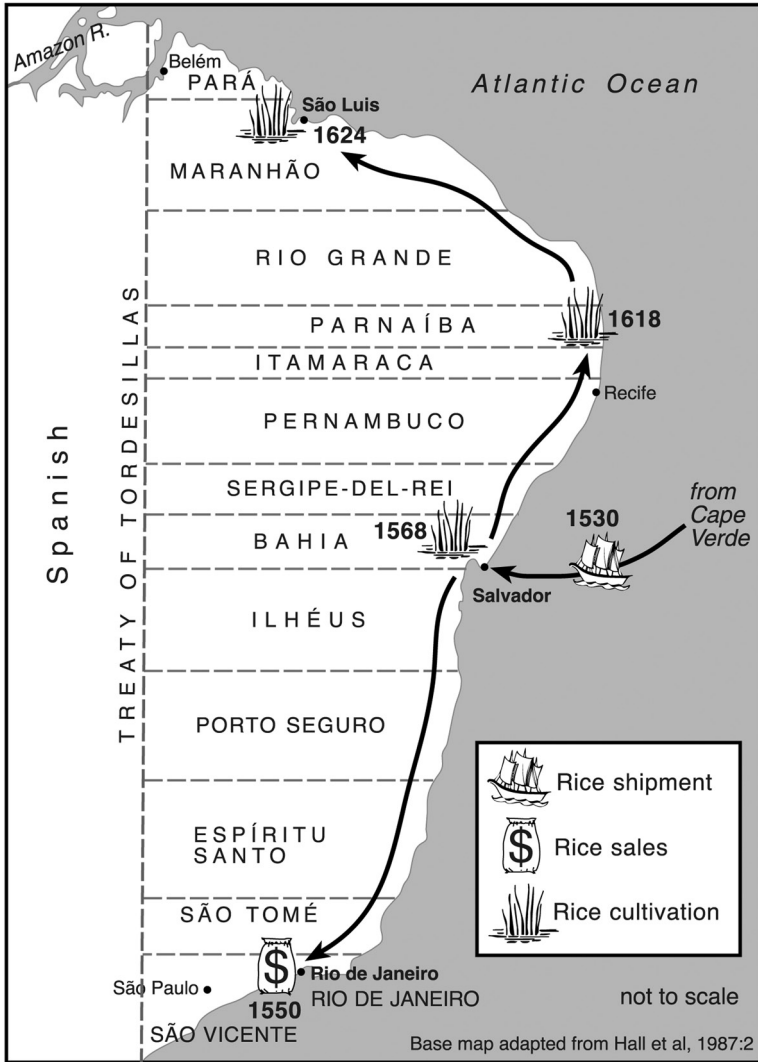 Amazon R.
Belém
PARÁ
Atlantic Ocean
São Luis
1624
MARANHÃO
RIO GRANDE
1618
PARNAÍBA
ITAMARACA
Recife
PERNAMBUCO
SERGIPE-DEL-REI
1568
BAHIA
1530
from
Cape
Verde
Salvador
ILHÉUS
Spanish
TREATY OF TORDESILLAS
PORTO SEGURO
ESPÍRITU
SANTO
SÃO TOMÉ
$
Rio de Janeiro
RIO DE JANEIRO
São Paulo
1550
SÃO VICENTE
Rice shipment
$
Rice sales
Rice cultivation
not to scale
Base map adapted from Hall et al, 1987:2